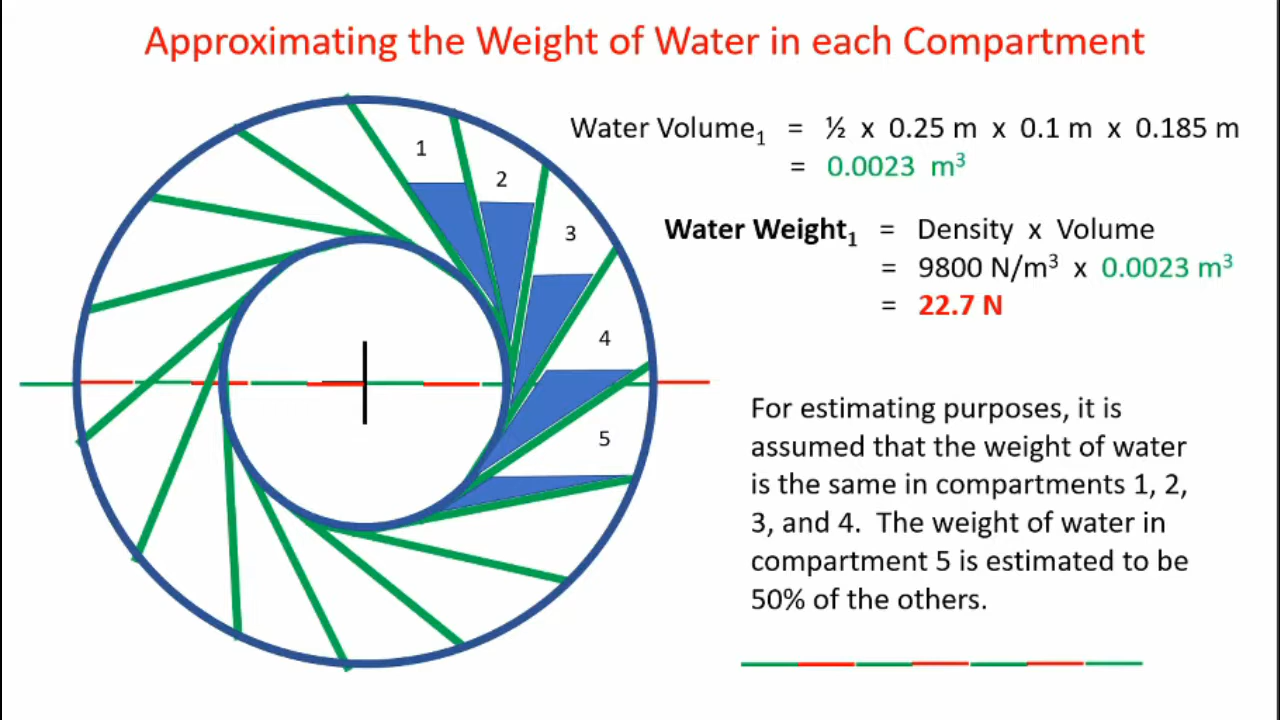 Approximating the Weight of Water in each Compartment
1
2
3
4
5
Water Volume₁ = ½ x 0.25 m x 0.1 m x 0.185 m
= 0.0023 m³
Water Weight₁ = Density x Volume
= 9800 N/m³ x 0.0023 m³
= 22.7 N
For estimating purposes, it is
assumed that the weight of water
is the same in compartments 1, 2,
3, and 4. The weight of water in
compartment 5 is estimated to be
50% of the others.